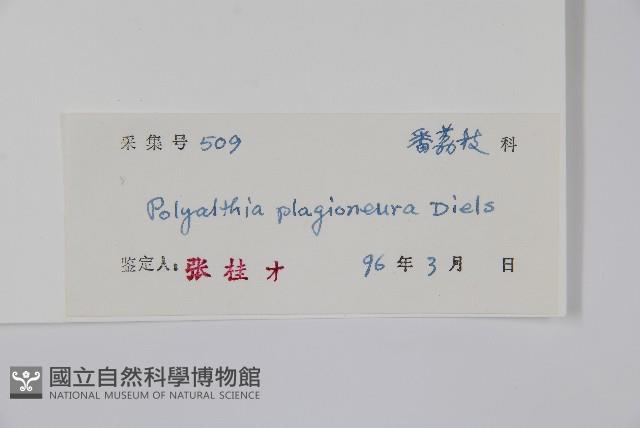 采集号 509 番荔枝 科
Polyalthia plagioneura Diels
鉴定人: 张桂才 96 年 3 月 日
國立自然科學博物館
NATIONAL MUSEUM OF NATURAL SCIENCE